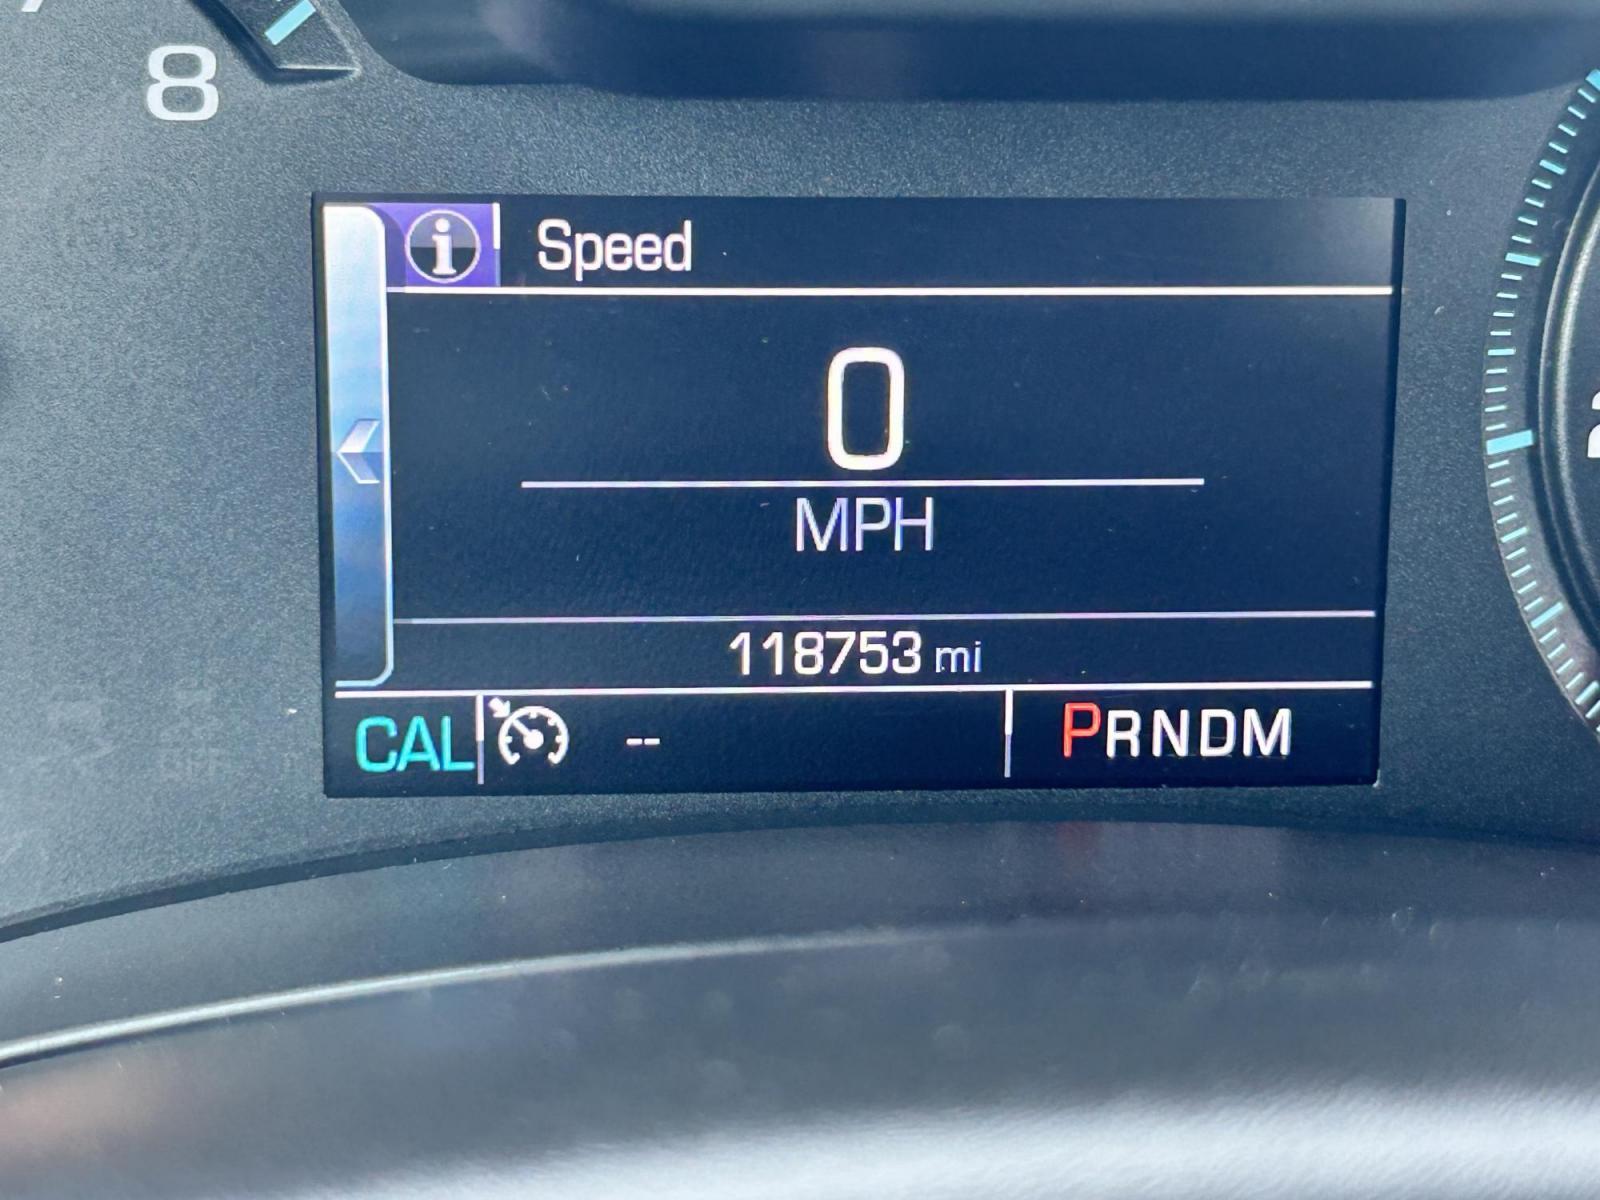 8
Speed
0
MPH
118753 mi
CAL -- PRNDM